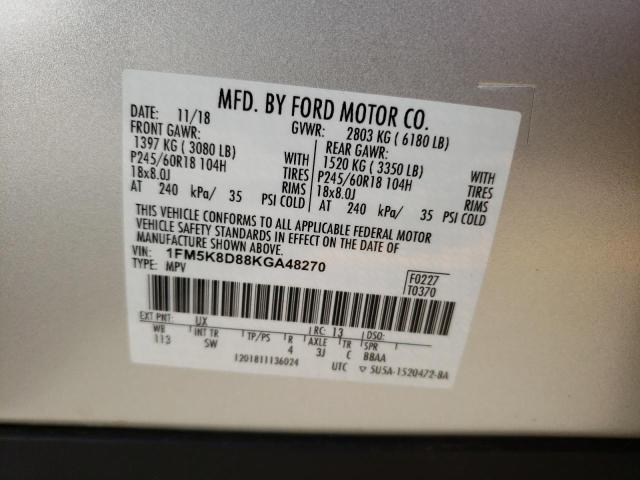 MFD. BY FORD MOTOR CO.
DATE: 11/18 GVWR: 2803 KG ( 6180 LB)
FRONT GAWR: REAR GAWR:
1397 KG ( 3080 LB) WITH 1520 KG ( 3350 LB) WITH
P245/60R18 104H TIRES P245/60R18 104H TIRES
18x8.0J RIMS 18x8.0J RIMS
AT 240 kPa/ 35 PSI COLD AT 240 kPa/ 35 PSI COLD
THIS VEHICLE CONFORMS TO ALL APPLICABLE FEDERAL MOTOR
VEHICLE SAFETY STANDARDS IN EFFECT ON THE DATE OF
MANUFACTURE SHOWN ABOVE.
VIN: 1FM5K8D88KGA48270 F0227
TYPE: MPV T0370
EXT PNT: UX RC: 13 DSO:
WB INT TR TP/PS R AXLE TR SPR
113 SW 4 3J C BBAA
1201811136024 UTC 5U5A-1520472-BA